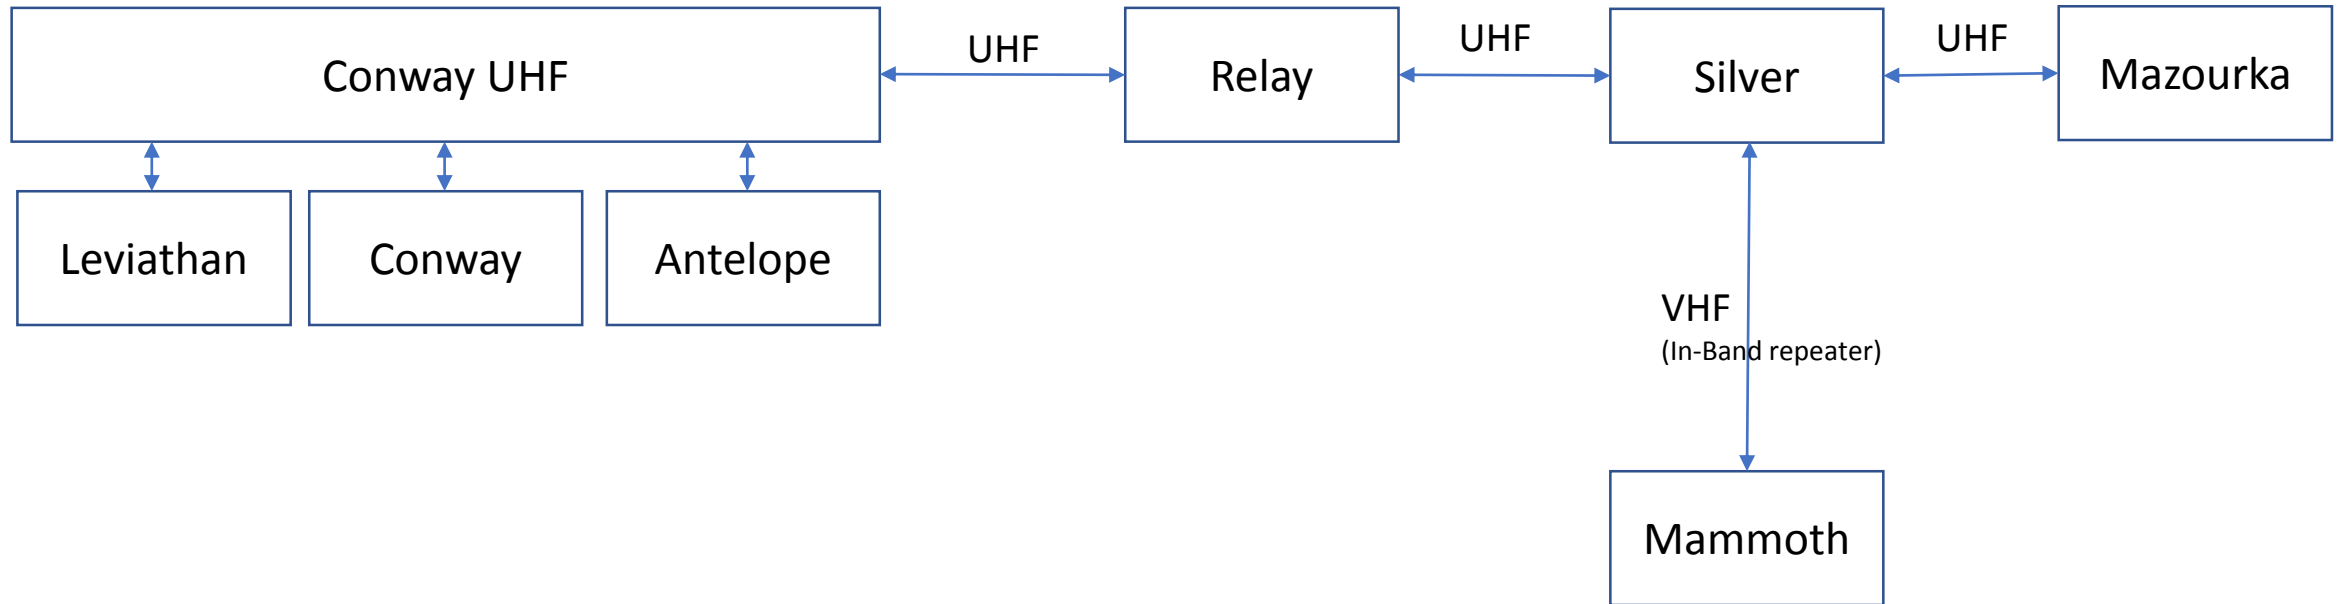 Conway UHF
UHF
Relay
UHF
Silver
UHF
Mazourka
Leviathan
Conway
Antelope
VHF
(In-Band repeater)
Mammoth